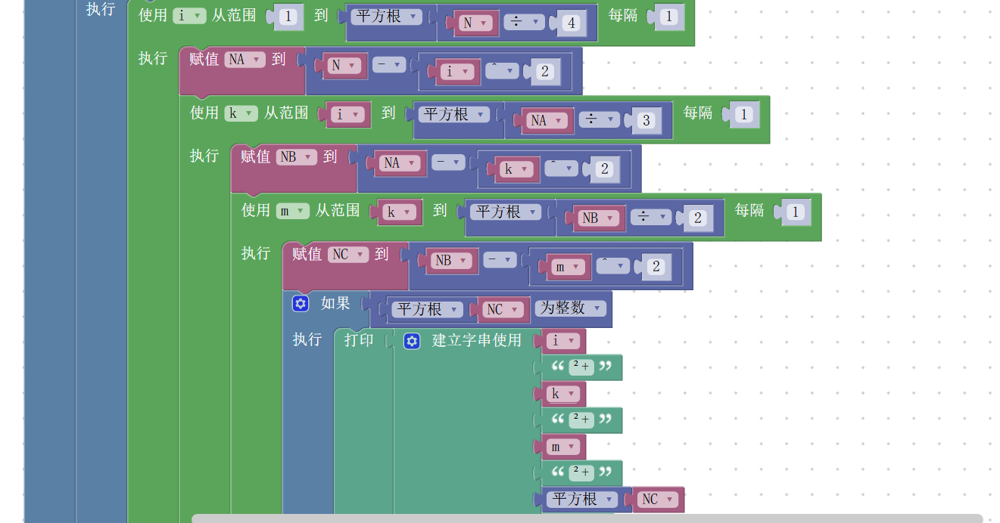 执行 使用 i 从范围 1 到 平方根 N ÷ 4 每隔 1
执行 赋值 NA 到 N - i ^ 2
使用 k 从范围 i 到 平方根 NA ÷ 3 每隔 1
执行 赋值 NB 到 NA - k ^ 2
使用 m 从范围 k 到 平方根 NB ÷ 2 每隔 1
执行 赋值 NC 到 NB - m ^ 2
如果 平方根 NC 为整数
执行 打印 建立字串使用 i
“ ²+ ”
k
“ ²+ ”
m
“ ²+ ”
平方根 NC